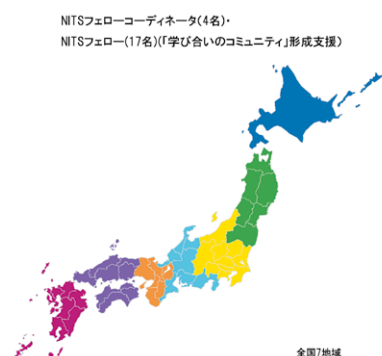 NITSフェローコーディネータ(4名)・
NITSフェロー(17名)(「学び合いのコミュニティ」形成支援)
全国7地域